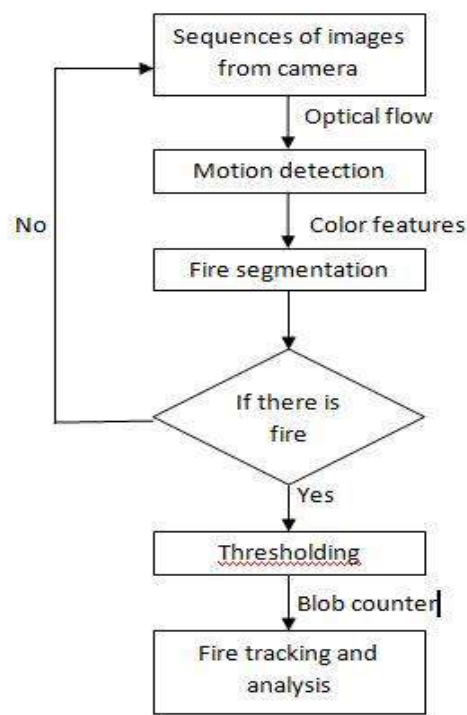 Sequences of images
from camera
Optical flow
Motion detection
No
Color features
Fire segmentation
If there is
fire
Yes
Thresholding
Blob counter
Fire tracking and
analysis